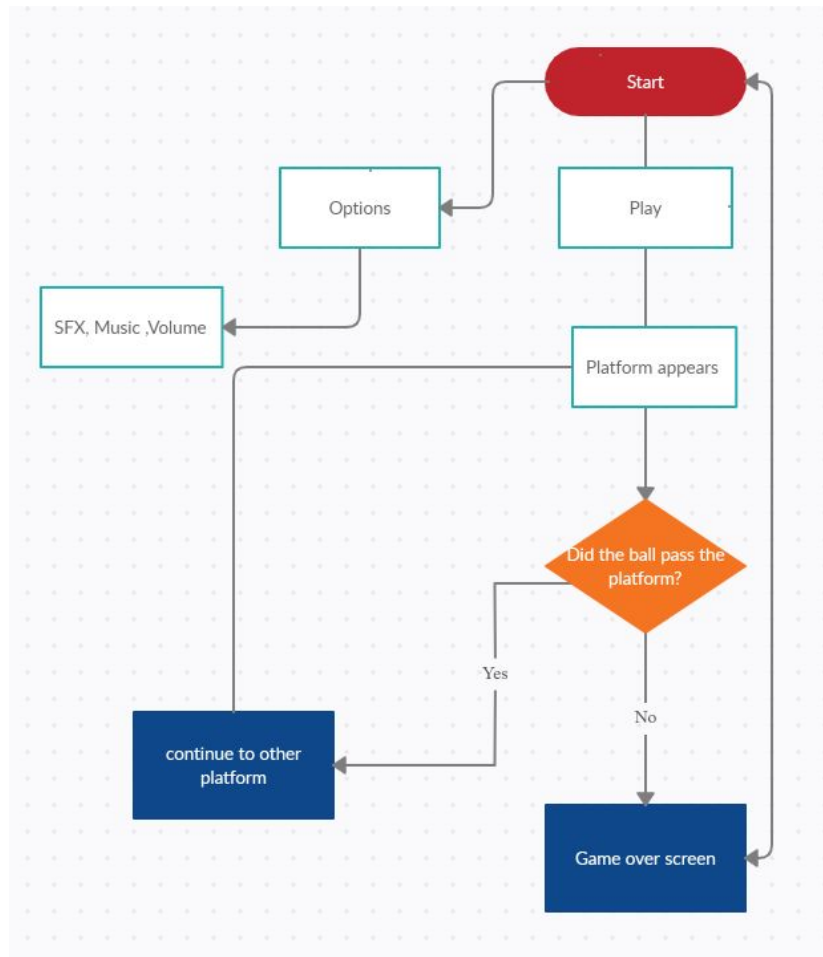 Start
Options
Play
SFX, Music ,Volume
Platform appears
Did the ball pass the
platform?
Yes
No
continue to other
platform
Game over screen